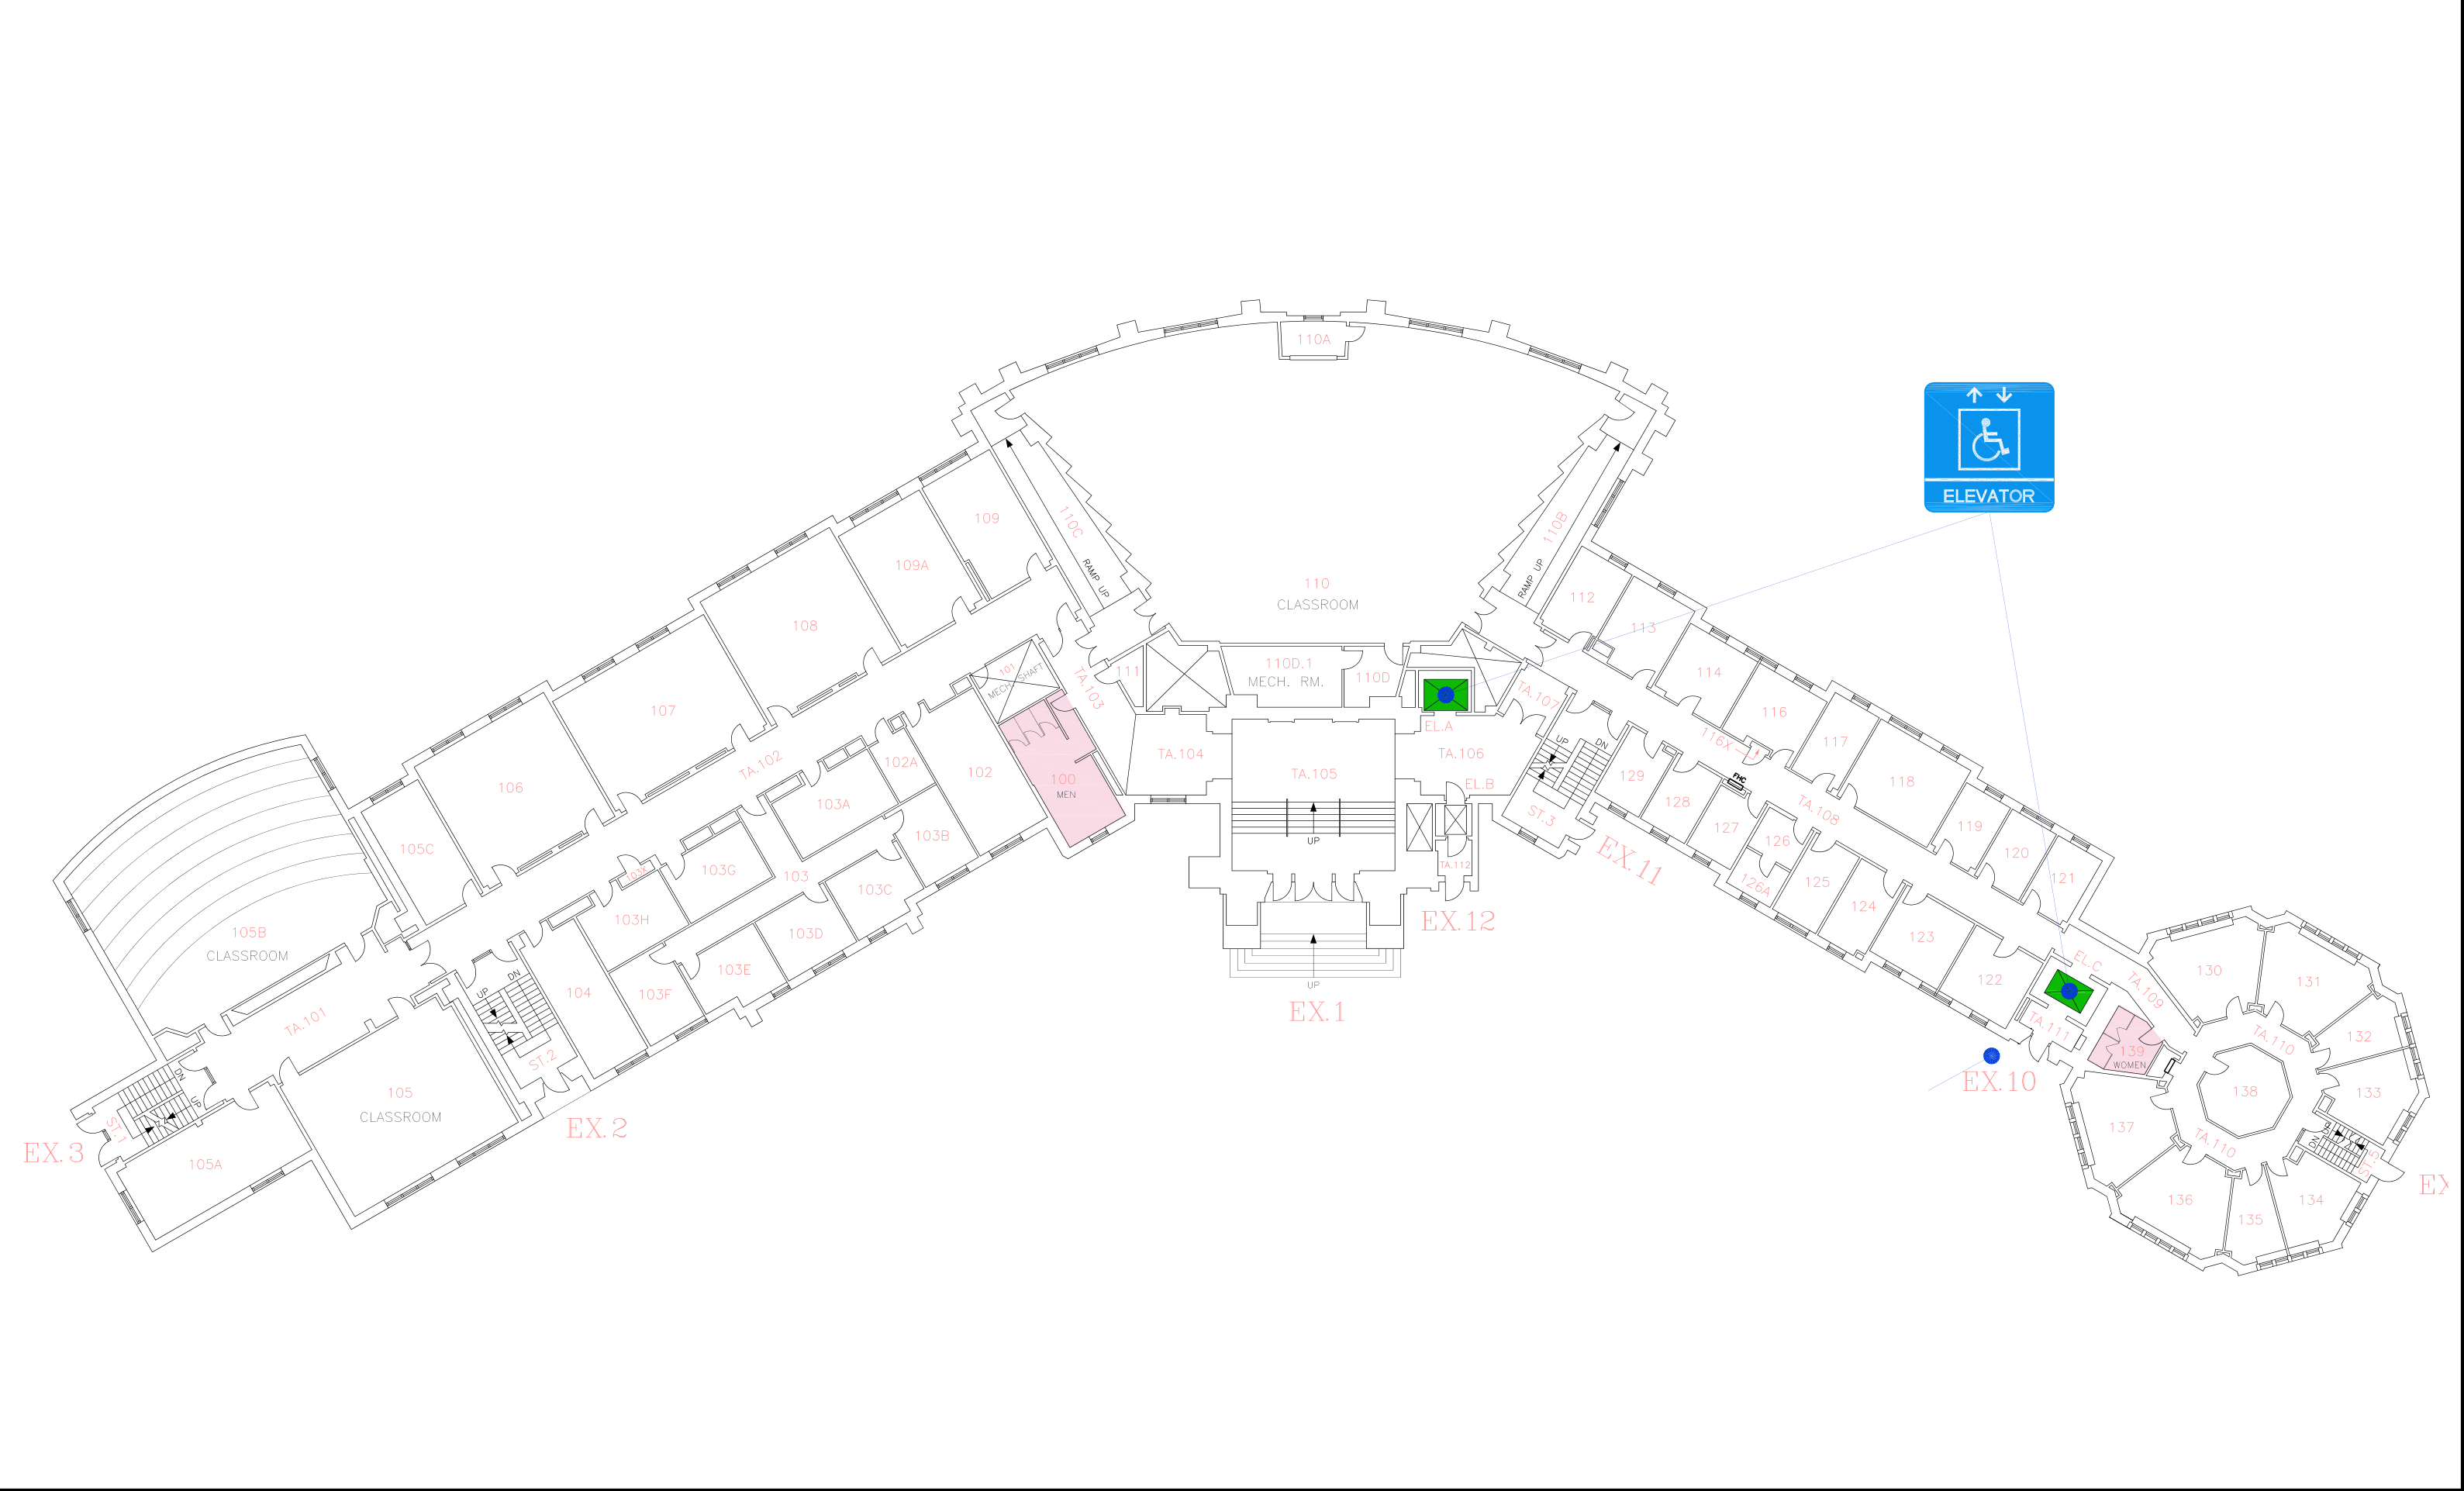 110A
ELEVATOR
109
110C
RAMP UP
110B
RAMP UP
109A
110
CLASSROOM
112
113
108
101
MECH. SHAFT
TA.103
111
110D.1
MECH. RM.
110D
TA.107
114
107
116
EL.A
116X
117
TA.102
102A
102
100
MEN
TA.104
TA.105
TA.106
EL.B
UP
DN
129
FHC
118
106
103A
128
TA.108
ST.3
127
119
103B
UP
126
120
105C
103G
103X
103
103C
TA.112
EX.11
126A
125
121
124
103H
EX.12
105B
CLASSROOM
103D
123
103E
EL.C
130
TA.109
131
UP
DN
104
103F
122
UP
EX.1
TA.101
TA.111
TA.110
132
ST.2
139
WOMEN
EX.10
138
133
105
CLASSROOM
DN
UP
ST.1
EX.2
137
TA.110
DN
UP
ST.5
EX.3
105A
136
135
134
EX